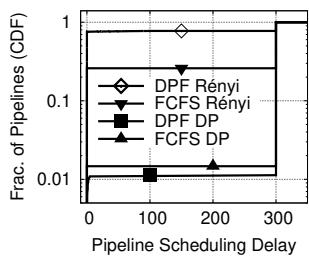 Frac. of Pipelines (CDF)
1
0.1
0.01
DPF Rényi
FCFS Rényi
DPF DP
FCFS DP
0 100 200 300
Pipeline Scheduling Delay